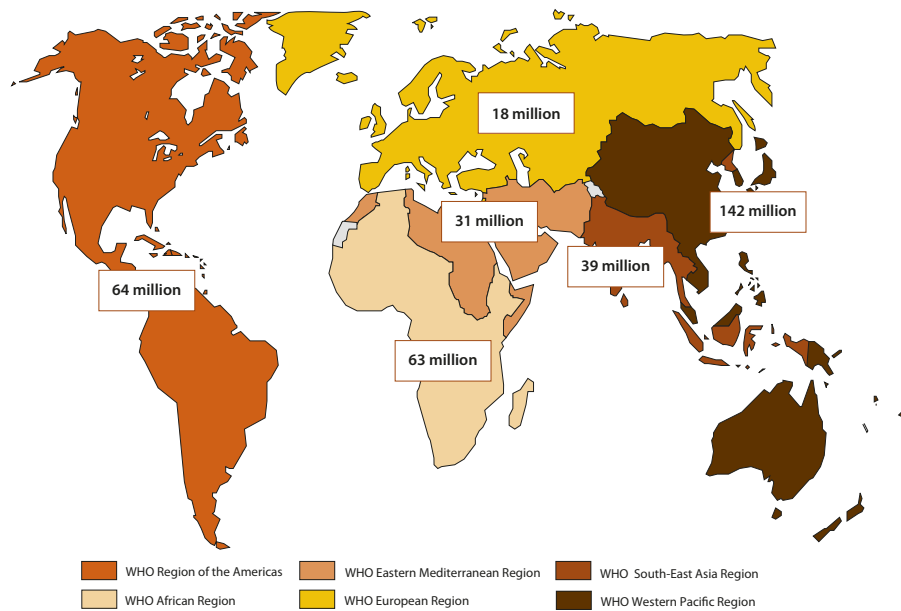 18 million
31 million
142 million
39 million
64 million
63 million
WHO Region of the Americas
WHO Eastern Mediterranean Region
WHO South-East Asia Region
WHO African Region
WHO European Region
WHO Western Pacific Region